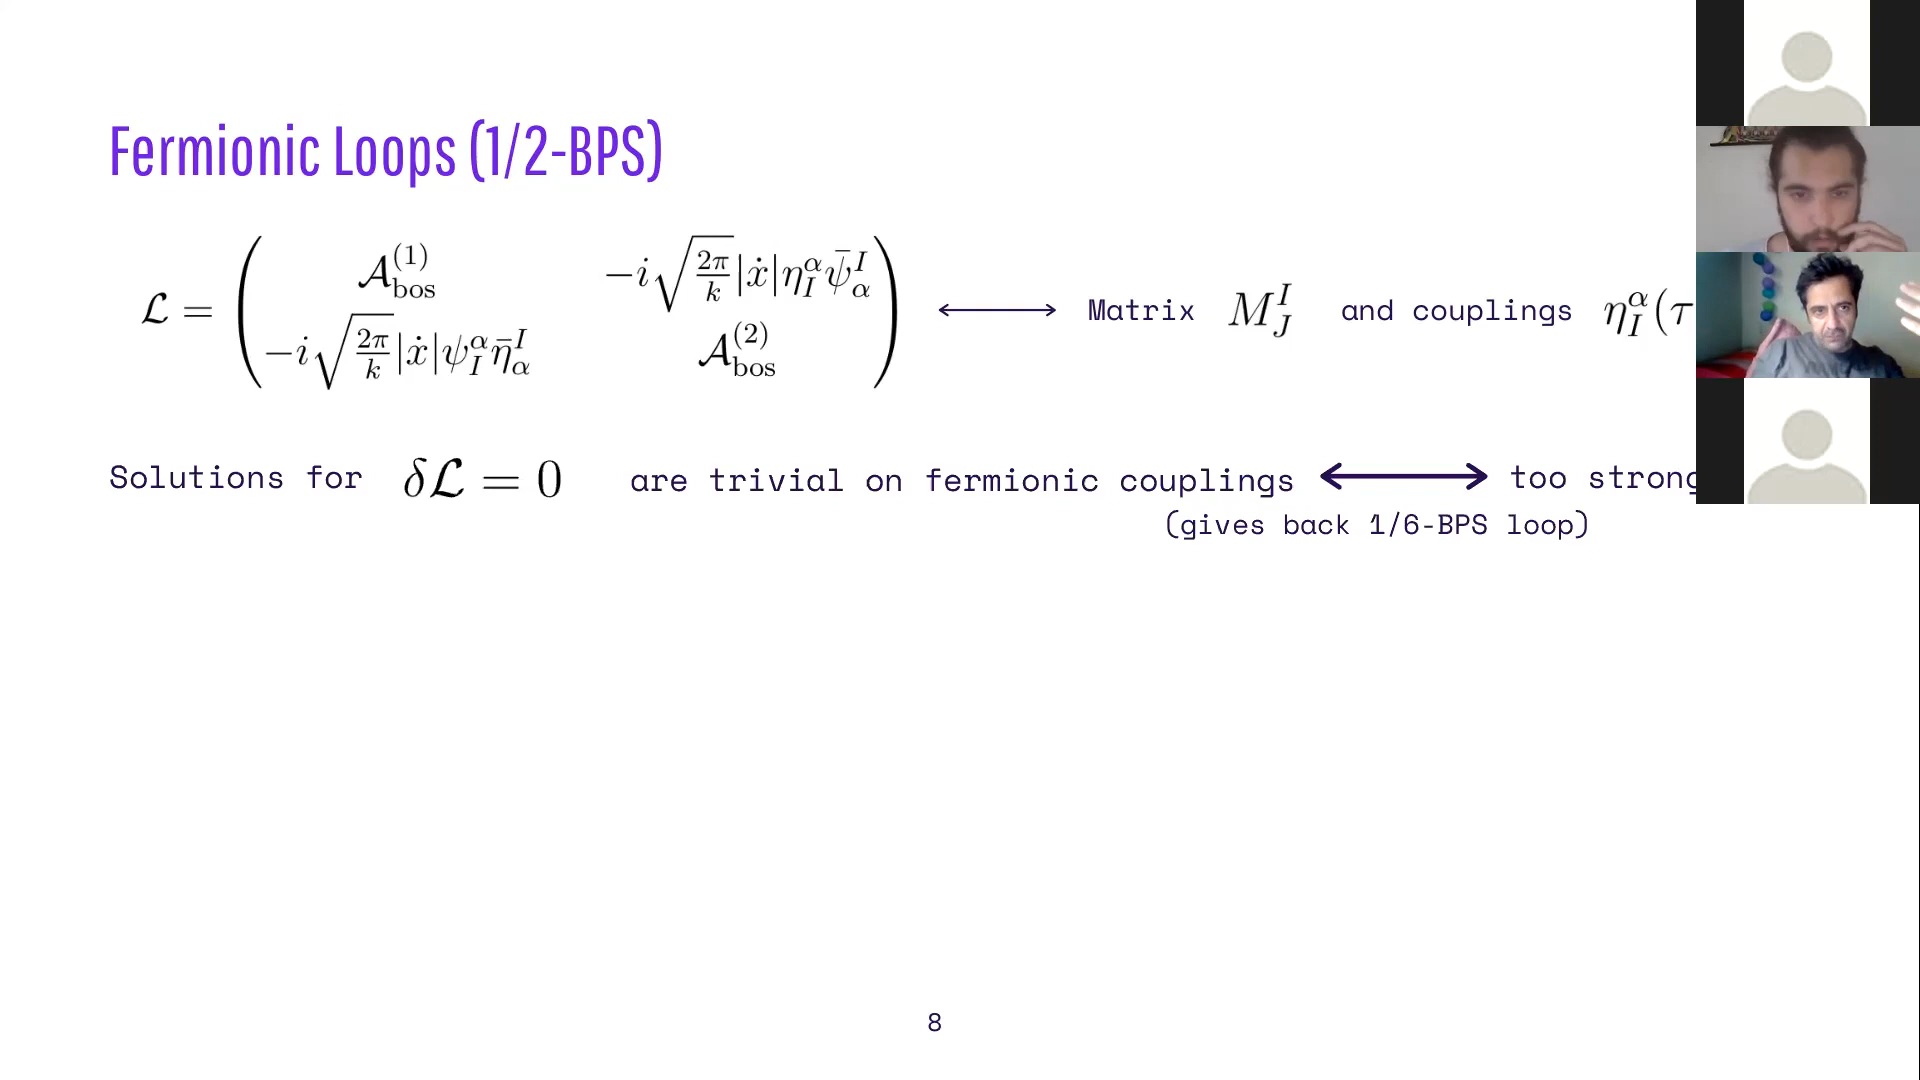 Fermionic Loops (1/2-BPS)
ℒ = ( 𝒜_bos^(1)  −i√(2π/k)|ẋ|η_I^α ψ̄_α^I
−i√(2π/k)|ẋ|ψ_I^α η̄_α^I  𝒜_bos^(2) ) ⟷ Matrix M_J^I and couplings η_I^α(τ
Solutions for δℒ = 0 are trivial on fermionic couplings ⟷ too strong
(gives back 1/6-BPS loop)
8